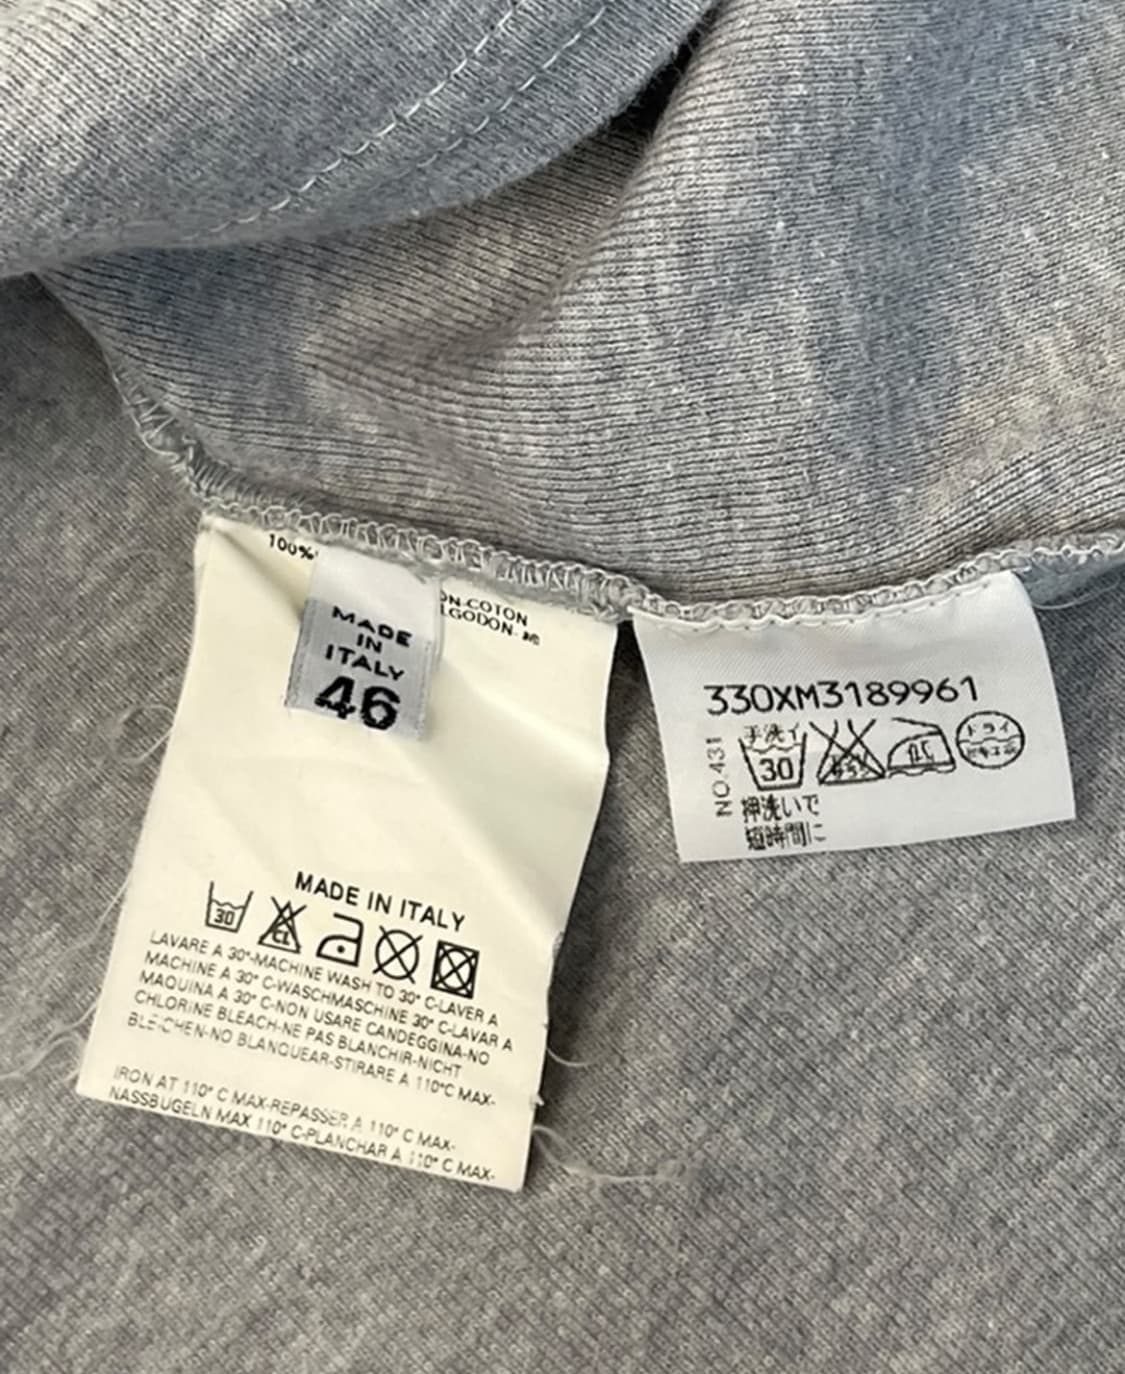 100%
ON-COTON
LGODON-
MADE
IN
ITALY
46
MADE IN ITALY
30
CL
LAVARE A 30°-MACHINE WASH TO 30° C-LAVER A
MACHINE A 30° C-WASCHMASCHINE 30° C-LAVAR A
MAQUINA A 30° C-NON USARE CANDEGGINA-NO
CHLORINE BLEACH-NE PAS BLANCHIR-NICHT
BLEICHEN-NO BLANQUEAR-STIRARE A 110°C MAX-
IRON AT 110° C MAX-REPASSER A 110° C MAX-
NASSBUGELN MAX 110° C-PLANCHAR A 110° C MAX-
330XM3189961
NO.431
手洗イ
30
ドライ
押洗いで
短時間に